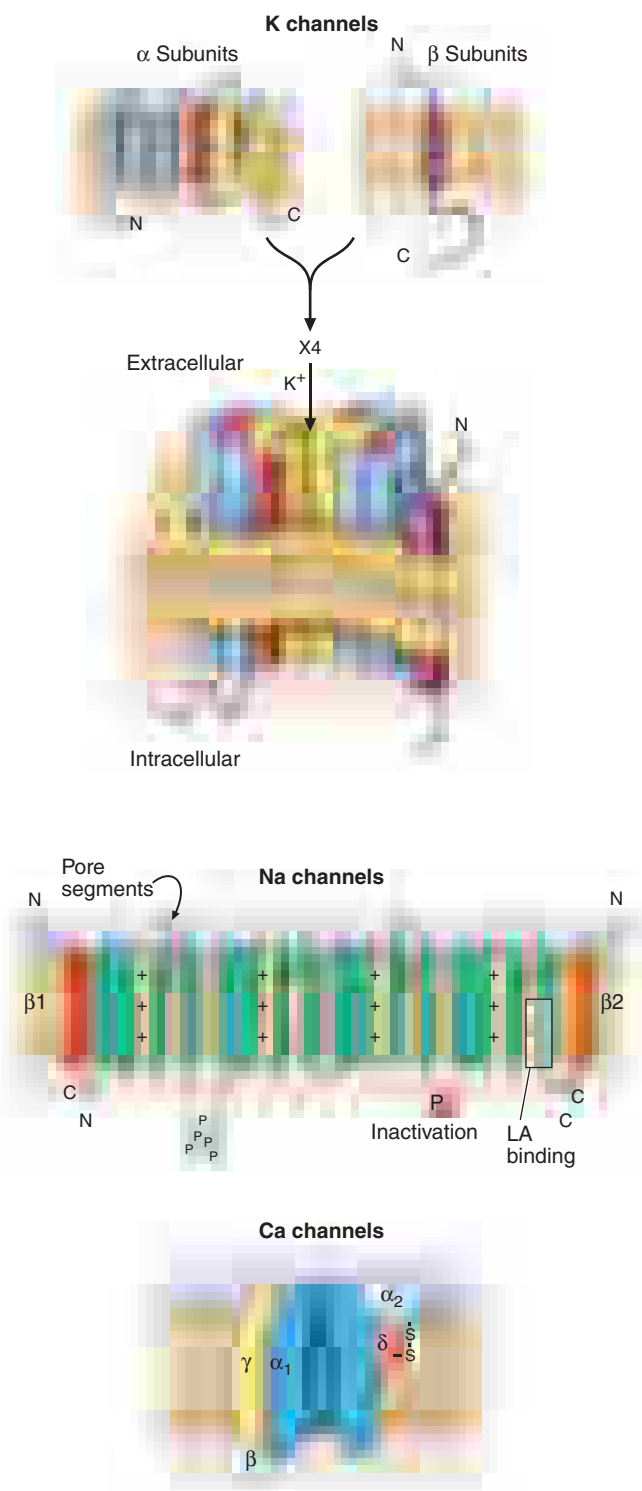 K channels
α Subunits
β Subunits
N
N
C
C
X4
Extracellular
K+
N
Intracellular
Pore
segments
Na channels
N
N
+ + + +
β1
+ + + +
β2
+ + + +
C
N
P
P
P P
P P
P
Inactivation
LA
binding
C
C
Ca channels
α2
δ
S
S
γ
α1
β